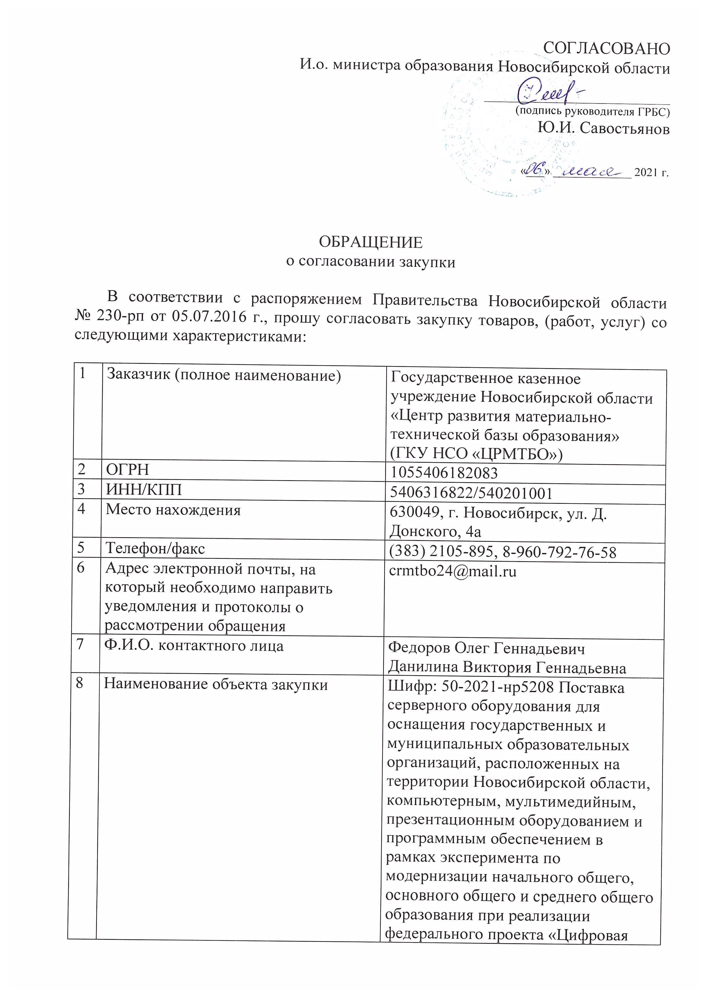 СОГЛАСОВАНО
И.о. министра образования Новосибирской области
(подпись руководителя ГРБС)
Ю.И. Савостьянов
«06» мая 2021 г.
ОБРАЩЕНИЕ
о согласовании закупки
В соответствии с распоряжением Правительства Новосибирской области
№ 230-рп от 05.07.2016 г., прошу согласовать закупку товаров, (работ, услуг) со
следующими характеристиками:
1 Заказчик (полное наименование) Государственное казенное
учреждение Новосибирской области
«Центр развития материально-
технической базы образования»
(ГКУ НСО «ЦРМТБО»)
2 ОГРН 1055406182083
3 ИНН/КПП 5406316822/540201001
4 Место нахождения 630049, г. Новосибирск, ул. Д.
Донского, 4а
5 Телефон/факс (383) 2105-895, 8-960-792-76-58
6 Адрес электронной почты, на crmtbo24@mail.ru
который необходимо направить
уведомления и протоколы о
рассмотрении обращения
7 Ф.И.О. контактного лица Федоров Олег Геннадьевич
Данилина Виктория Геннадьевна
8 Наименование объекта закупки Шифр: 50-2021-нр5208 Поставка
серверного оборудования для
оснащения государственных и
муниципальных образовательных
организаций, расположенных на
территории Новосибирской области,
компьютерным, мультимедийным,
презентационным оборудованием и
программным обеспечением в
рамках эксперимента по
модернизации начального общего,
основного общего и среднего общего
образования при реализации
федерального проекта «Цифровая